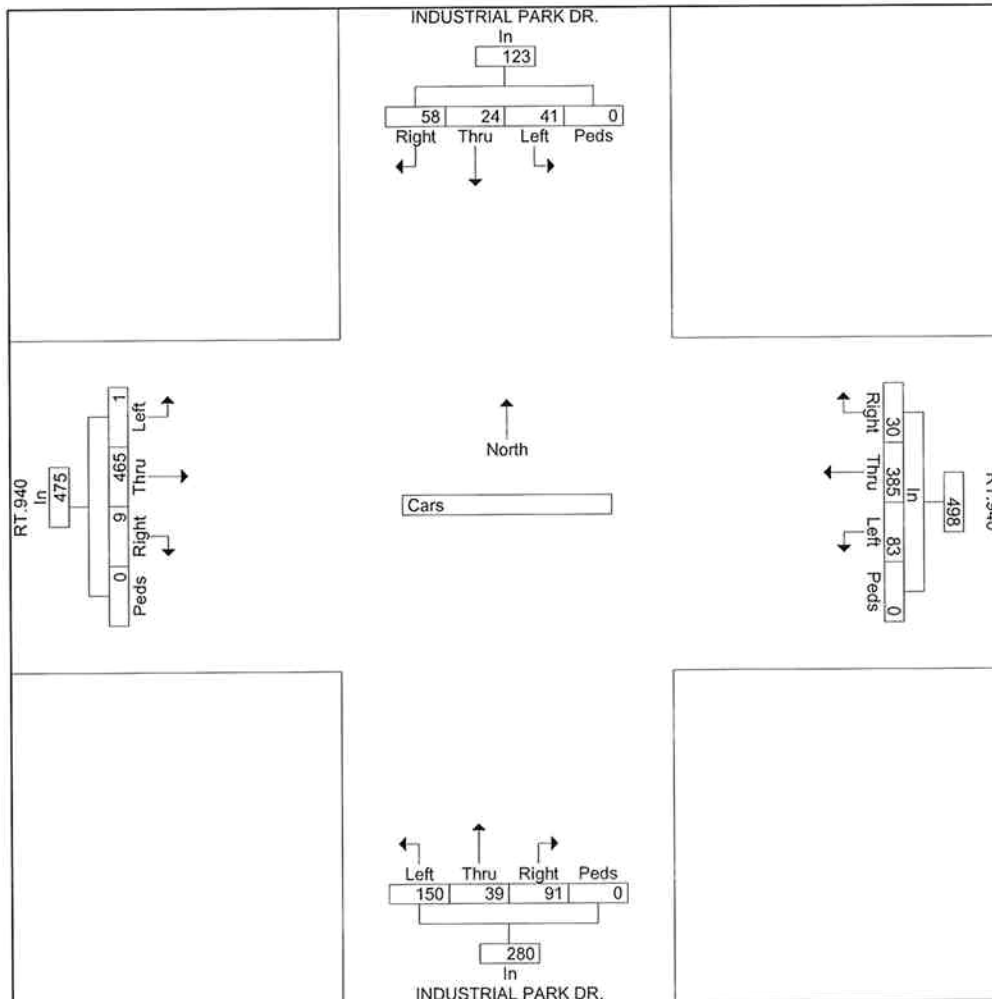 INDUSTRIAL PARK DR.
In
123
58 24 41 0
Right Thru Left Peds
RT.940
In
475
1 465 9 0
Left Thru Right Peds
North
Cars
Right Thru Left Peds
30 385 83 0
In
498
RT.940
Left Thru Right Peds
150 39 91 0
280
In
INDUSTRIAL PARK DR.